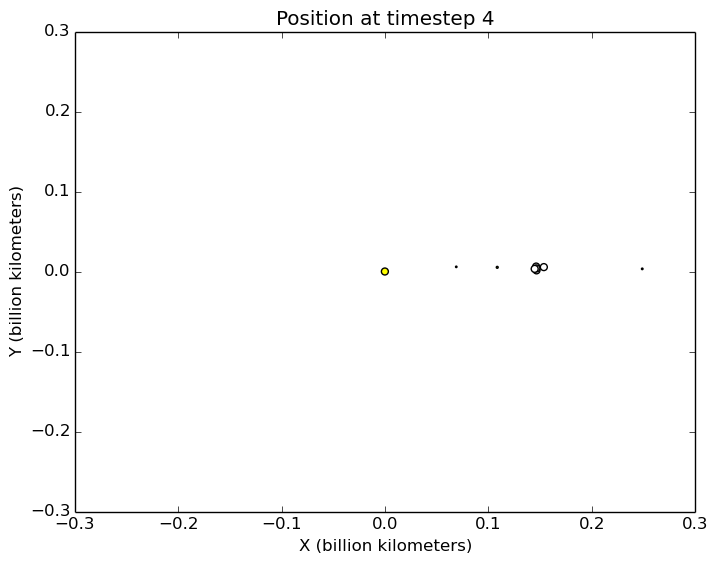 Position at timestep 4
0.3
0.2
0.1
0.0
−0.1
−0.2
−0.3
Y (billion kilometers)
−0.3 −0.2 −0.1 0.0 0.1 0.2 0.3
X (billion kilometers)